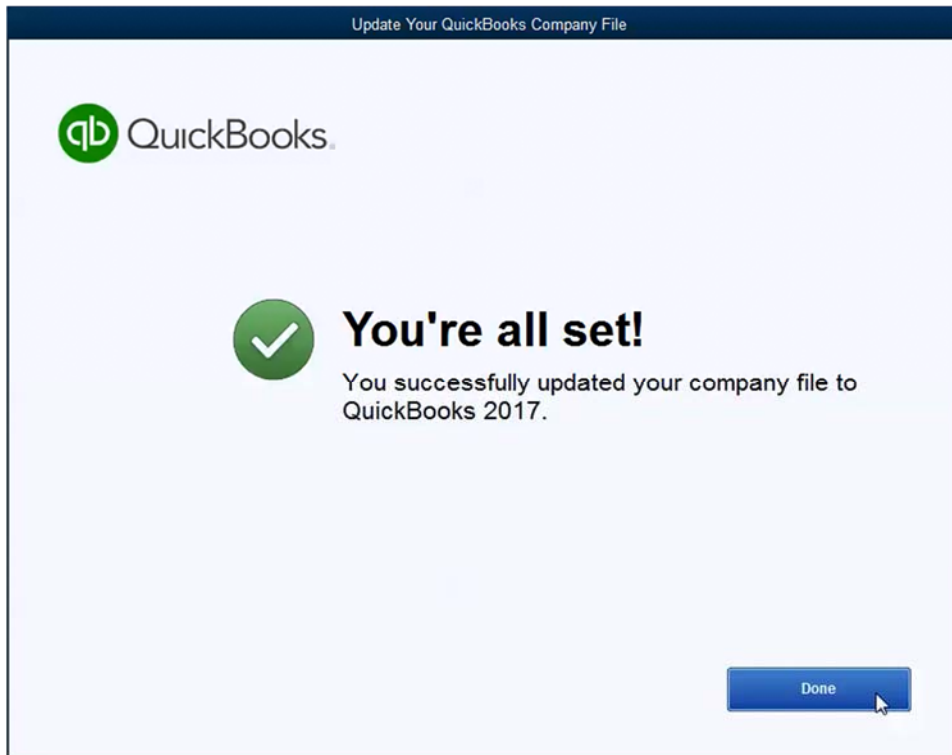 Update Your QuickBooks Company File
qb QuickBooks.
You're all set!
You successfully updated your company file to
QuickBooks 2017.
Done